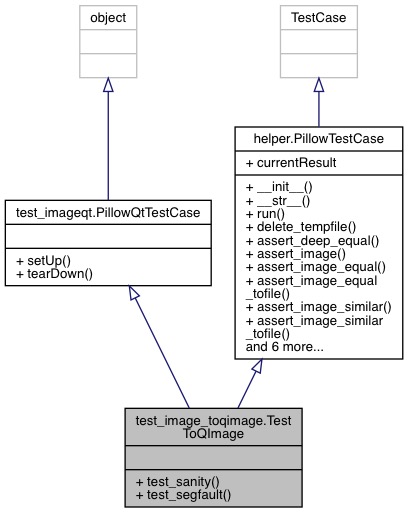 object
TestCase
helper.PillowTestCase
+ currentResult
+ __init__()
+ __str__()
+ run()
+ delete_tempfile()
+ assert_deep_equal()
+ assert_image()
+ assert_image_equal()
+ assert_image_equal
_tofile()
+ assert_image_similar()
+ assert_image_similar
_tofile()
and 6 more...
test_imageqt.PillowQtTestCase
+ setUp()
+ tearDown()
test_image_toqimage.Test
ToQImage
+ test_sanity()
+ test_segfault()